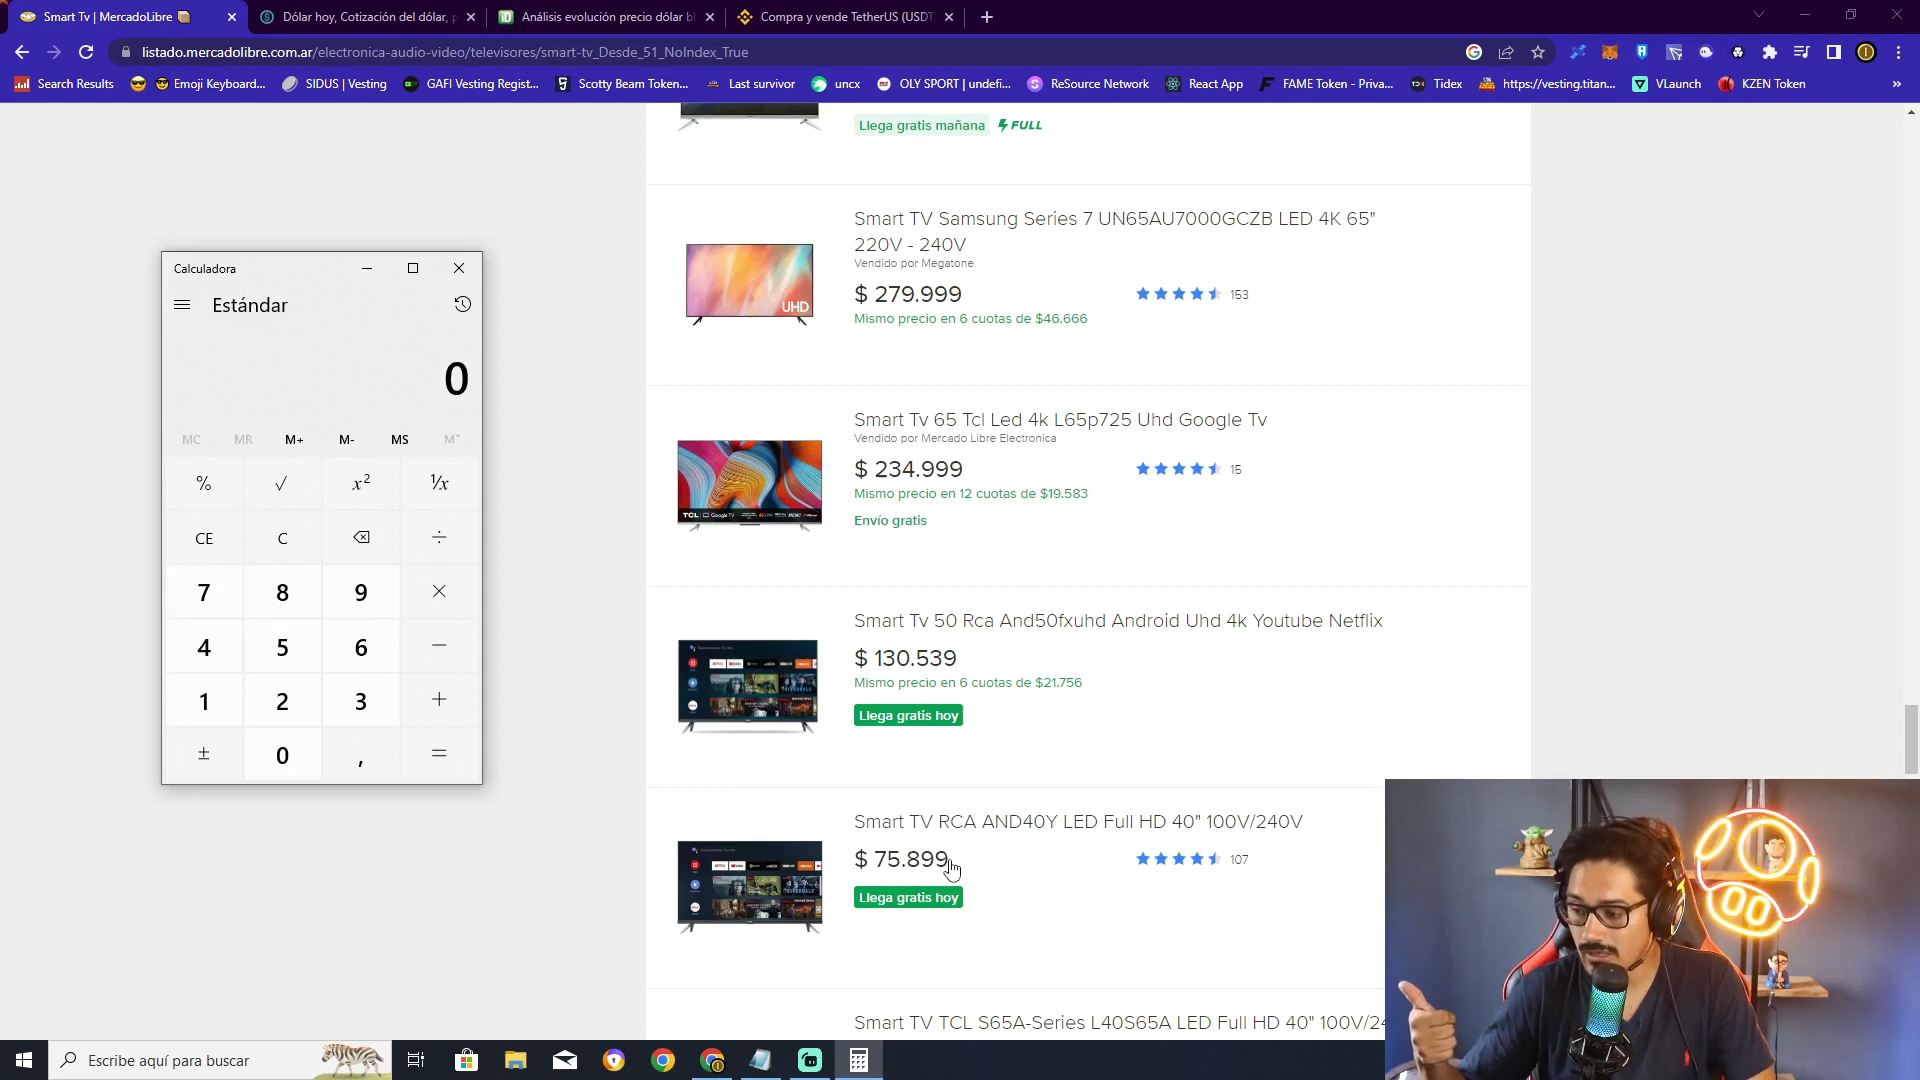 Smart Tv | MercadoLibre
Dólar hoy, Cotización del dólar, p
Análisis evolución precio dólar bl
Compra y vende TetherUS (USDT
listado.mercadolibre.com.ar/electronica-audio-video/televisores/smart-tv_Desde_51_NoIndex_True
Search Results
Emoji Keyboard...
SIDUS | Vesting
GAFI Vesting Regist...
Scotty Beam Token...
Last survivor
uncx
OLY SPORT | undefi...
ReSource Network
React App
FAME Token - Priva...
Tidex
https://vesting.titan...
VLaunch
KZEN Token
»
Llega gratis mañana FULL
Smart TV Samsung Series 7 UN65AU7000GCZB LED 4K 65"
220V - 240V
Vendido por Megatone
$ 279.999
153
Mismo precio en 6 cuotas de $46.666
UHD
Smart Tv 65 Tcl Led 4k L65p725 Uhd Google Tv
Vendido por Mercado Libre Electronica
$ 234.999
15
Mismo precio en 12 cuotas de $19.583
Envío gratis
TCL Google TV
Smart Tv 50 Rca And50fxuhd Android Uhd 4k Youtube Netflix
$ 130.539
Mismo precio en 6 cuotas de $21.756
Llega gratis hoy
Smart TV RCA AND40Y LED Full HD 40" 100V/240V
$ 75.899
107
Llega gratis hoy
Smart TV TCL S65A-Series L40S65A LED Full HD 40" 100V/24
Calculadora
Estándar
0
MC MR M+ M- MS M˅
% √ x² ¹/x
CE C ÷
7 8 9 ×
4 5 6 −
1 2 3 +
± 0 , =
Escribe aquí para buscar